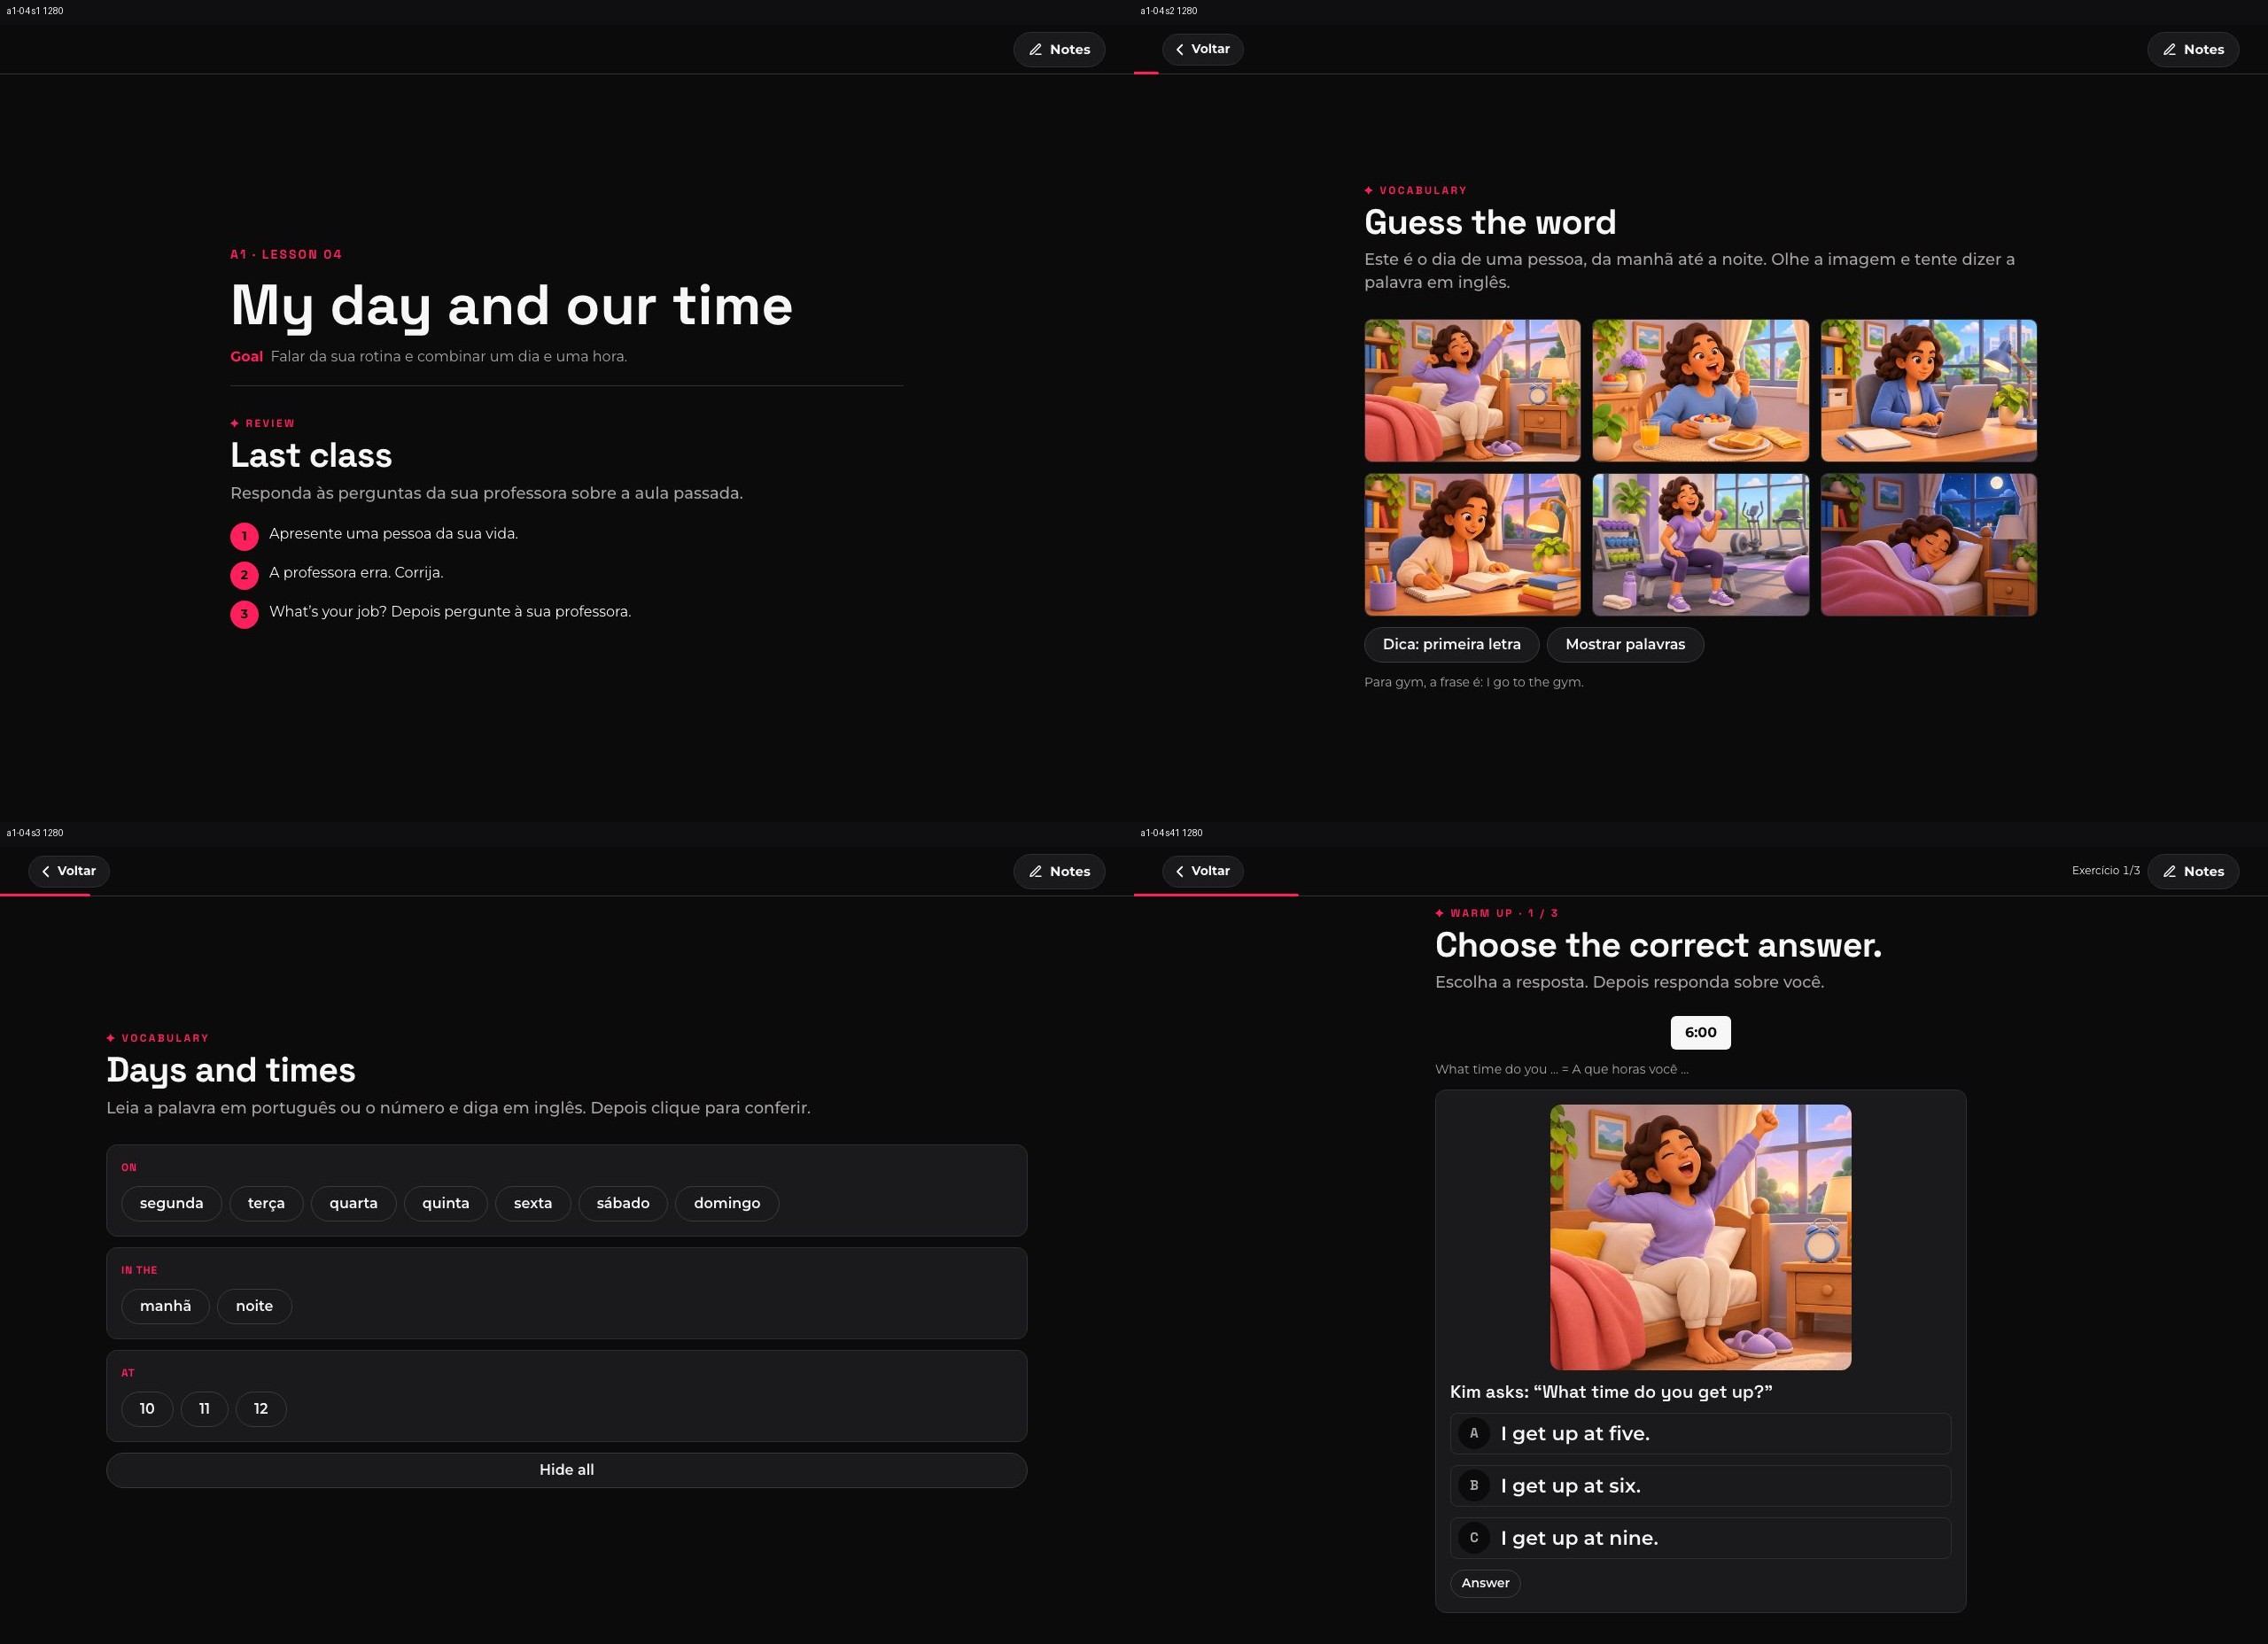 a1-04 s1 1280
Notes
A1 · LESSON 04
My day and our time
Goal Falar da sua rotina e combinar um dia e uma hora.
✦ REVIEW
Last class
Responda às perguntas da sua professora sobre a aula passada.
1 Apresente uma pessoa da sua vida.
2 A professora erra. Corrija.
3 What’s your job? Depois pergunte à sua professora.
a1-04 s2 1280
Voltar
Notes
✦ VOCABULARY
Guess the word
Este é o dia de uma pessoa, da manhã até a noite. Olhe a imagem e tente dizer a
palavra em inglês.
Dica: primeira letra Mostrar palavras
Para gym, a frase é: I go to the gym.
a1-04 s3 1280
Voltar
Notes
✦ VOCABULARY
Days and times
Leia a palavra em português ou o número e diga em inglês. Depois clique para conferir.
ON
segunda terça quarta quinta sexta sábado domingo
IN THE
manhã noite
AT
10 11 12
Hide all
a1-04 s41 1280
Voltar
Exercício 1/3 Notes
✦ WARM UP · 1 / 3
Choose the correct answer.
Escolha a resposta. Depois responda sobre você.
6:00
What time do you ... = A que horas você ...
Kim asks: “What time do you get up?”
A I get up at five.
B I get up at six.
C I get up at nine.
Answer